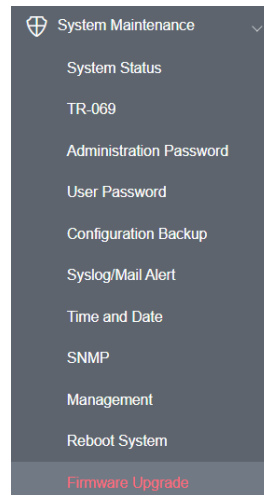 System Maintenance
System Status
TR-069
Administration Password
User Password
Configuration Backup
Syslog/Mail Alert
Time and Date
SNMP
Management
Reboot System
Firmware Upgrade